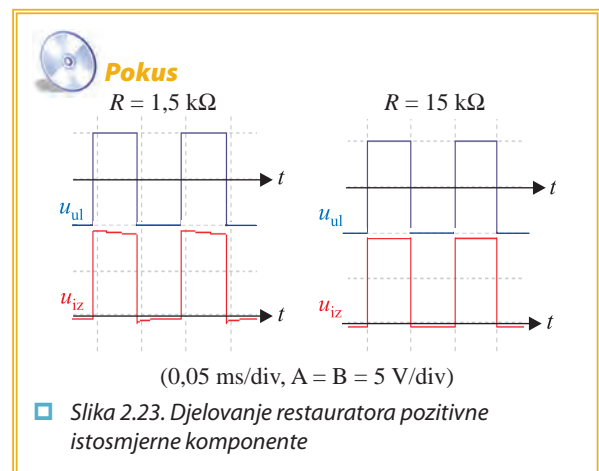 Pokus
R = 1,5 kΩ
R = 15 kΩ
t
t
u_ul
u_ul
u_iz
u_iz
t
t
(0,05 ms/div, A = B = 5 V/div)
Slika 2.23. Djelovanje restauratora pozitivne
istosmjerne komponente